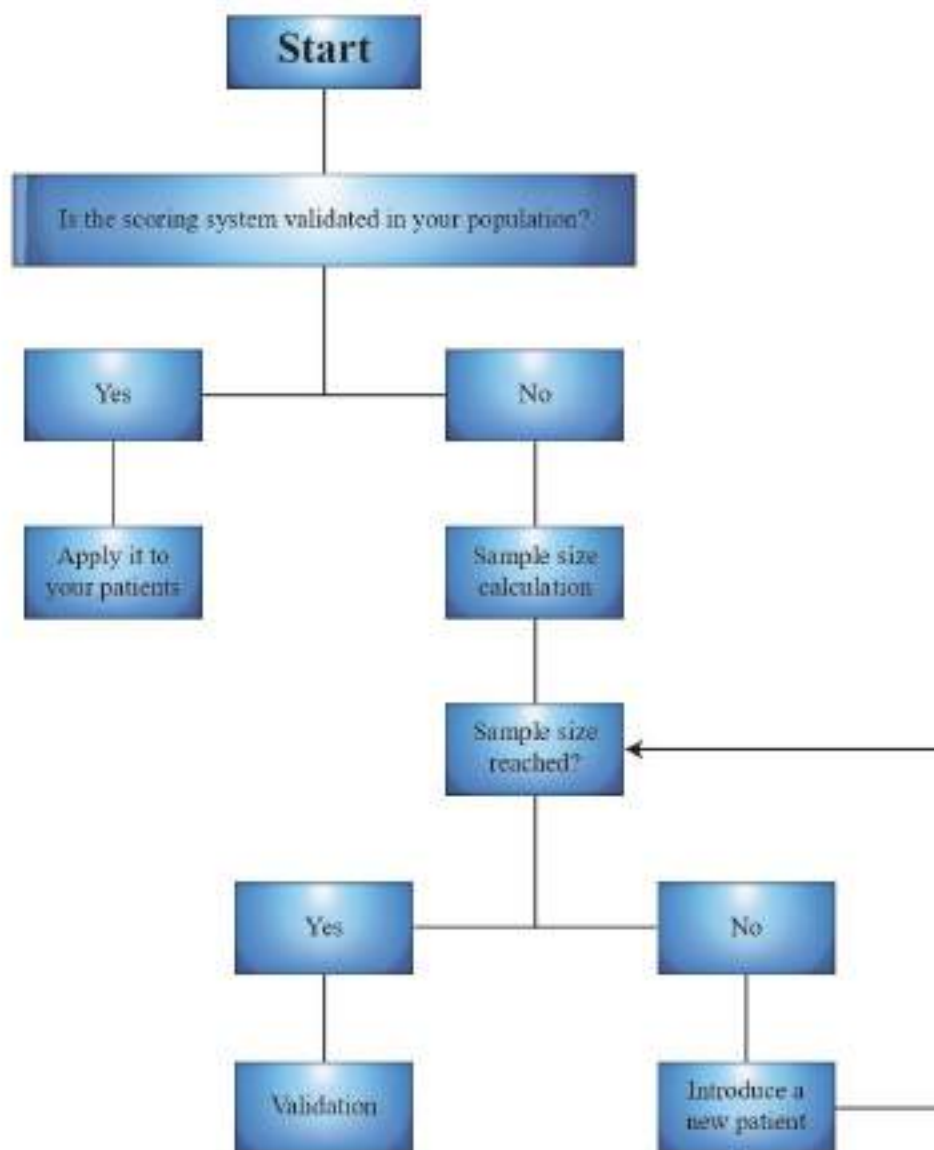 Start
Is the scoring system validated in your population?
Yes
No
Apply it to
your patients
Sample size
calculation
Sample size
reached?
Yes
No
Validation
Introduce a
new patient